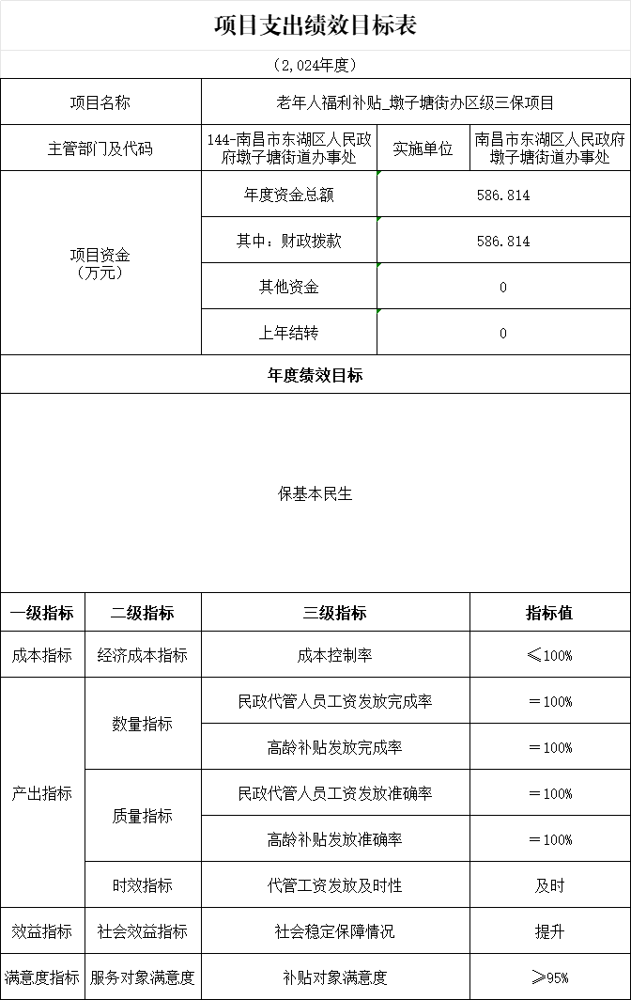 项目支出绩效目标表
（2,024年度）
项目名称
老年人福利补贴_墩子塘街办区级三保项目
主管部门及代码
144-南昌市东湖区人民政
府墩子塘街道办事处
实施单位
南昌市东湖区人民政府
墩子塘街道办事处
项目资金
（万元）
年度资金总额
586.814
其中: 财政拨款
586.814
其他资金
0
上年结转
0
年度绩效目标
保基本民生
一级指标
二级指标
三级指标
指标值
成本指标
经济成本指标
成本控制率
≤100%
产出指标
数量指标
民政代管人员工资发放完成率
＝100%
高龄补贴发放完成率
＝100%
质量指标
民政代管人员工资发放准确率
＝100%
高龄补贴发放准确率
＝100%
时效指标
代管工资发放及时性
及时
效益指标
社会效益指标
社会稳定保障情况
提升
满意度指标
服务对象满意度
补贴对象满意度
≥95%